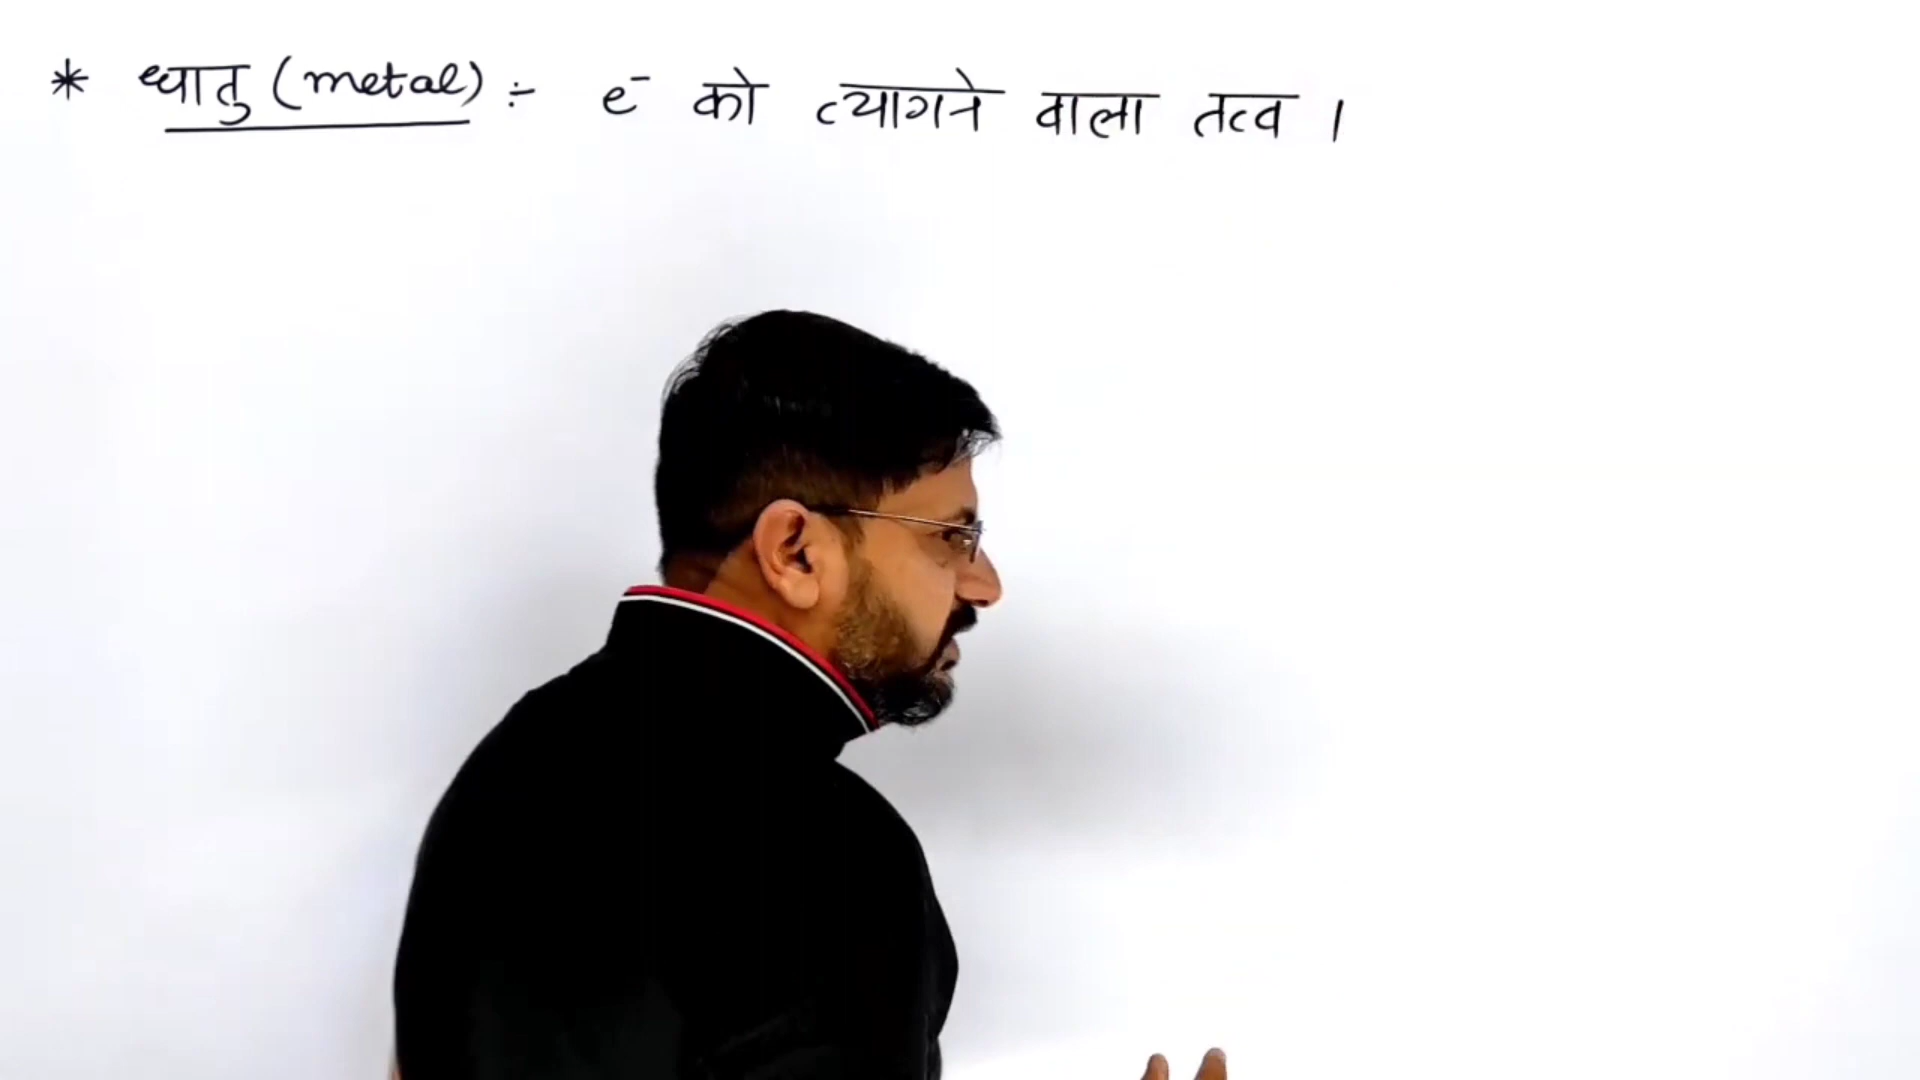 * धातु (metal) :- e⁻ को त्यागने वाला तत्व ।